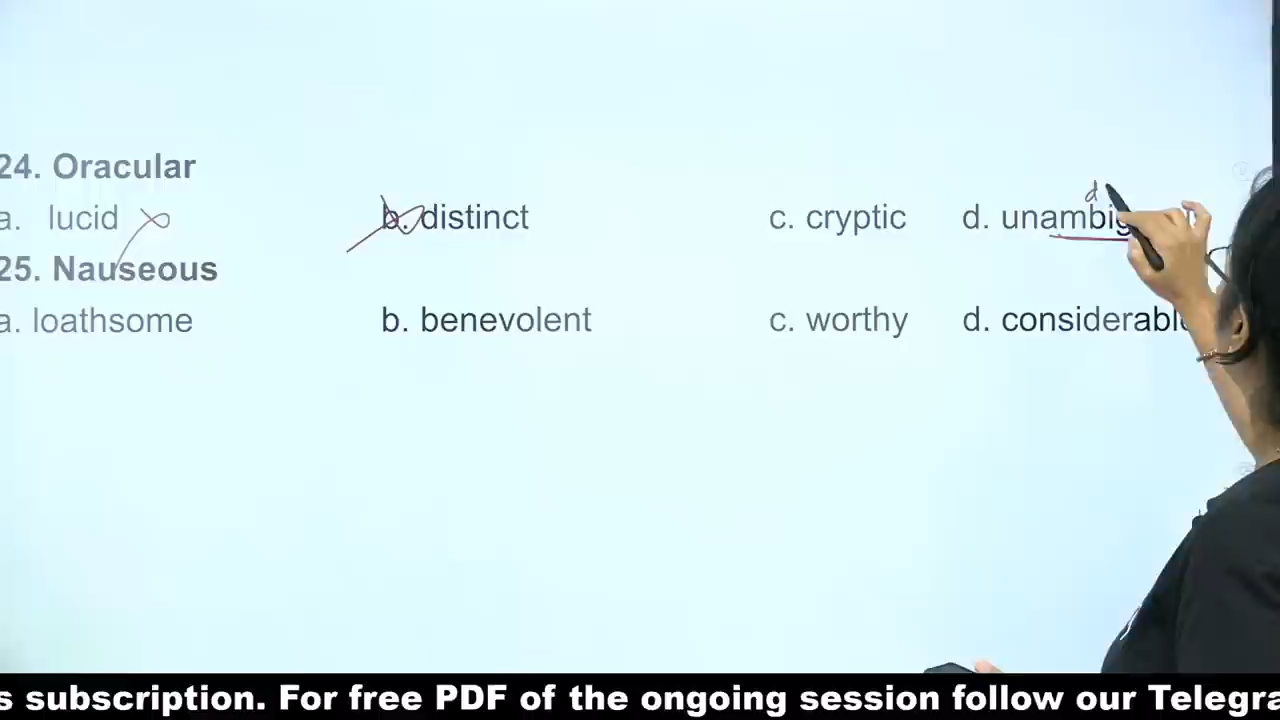 24. Oracular
a. lucid b. distinct c. cryptic d. unambig
d
25. Nauseous
a. loathsome b. benevolent c. worthy d. considerable
s subscription. For free PDF of the ongoing session follow our Telegra